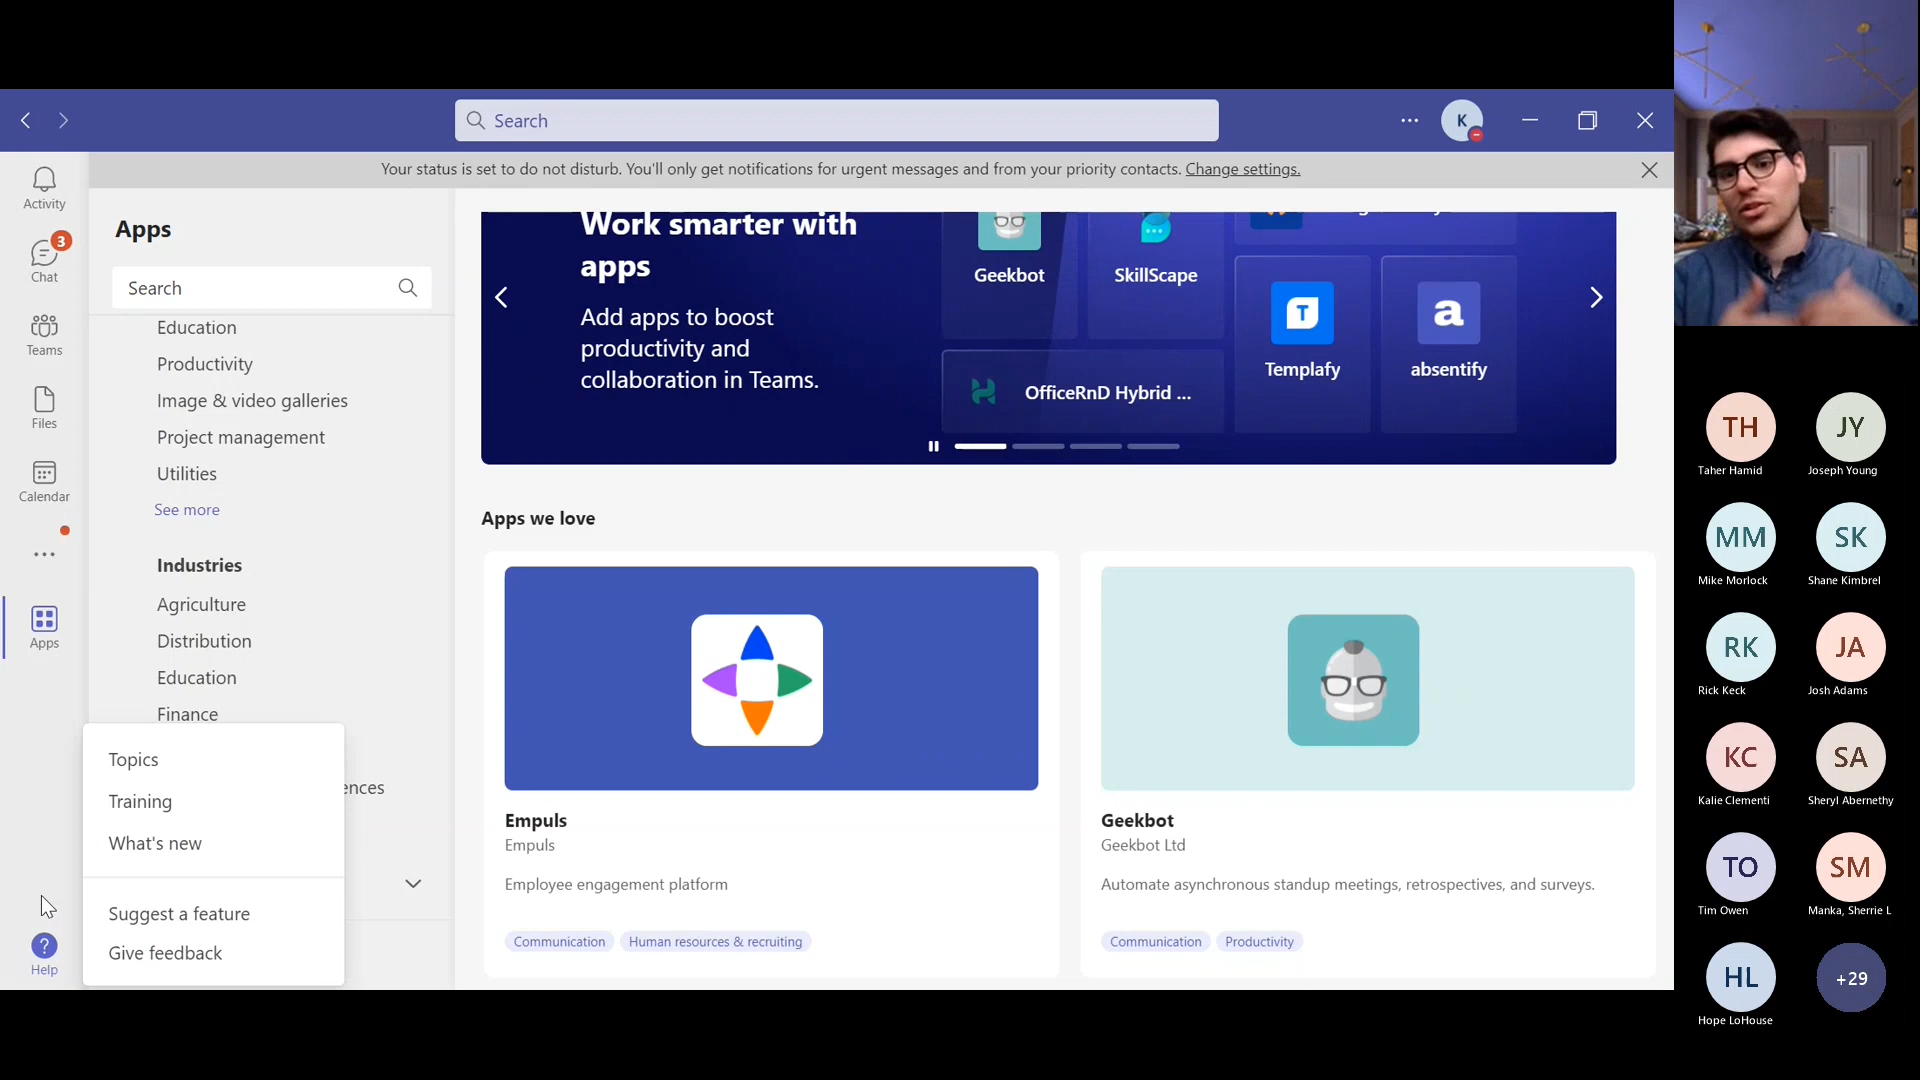 Search
K
Your status is set to do not disturb. You'll only get notifications for urgent messages and from your priority contacts. Change settings.
Activity
3
Chat
Teams
Files
Calendar
Apps
Help
Apps
Search
Education
Productivity
Image & video galleries
Project management
Utilities
See more
Industries
Agriculture
Distribution
Education
Finance
ences
Topics
Training
What's new
Suggest a feature
Give feedback
Work smarter with
apps
Add apps to boost
productivity and
collaboration in Teams.
Geekbot
SkillScape
T
Templafy
a
absentify
OfficeRnD Hybrid ...
Apps we love
Empuls
Empuls
Employee engagement platform
Communication
Human resources & recruiting
Geekbot
Geekbot Ltd
Automate asynchronous standup meetings, retrospectives, and surveys.
Communication
Productivity
TH
Taher Hamid
JY
Joseph Young
MM
Mike Morlock
SK
Shane Kimbrel
RK
Rick Keck
JA
Josh Adams
KC
Kalie Clementi
SA
Sheryl Abernethy
TO
Tim Owen
SM
Manka, Sherrie L
HL
Hope LoHouse
+29